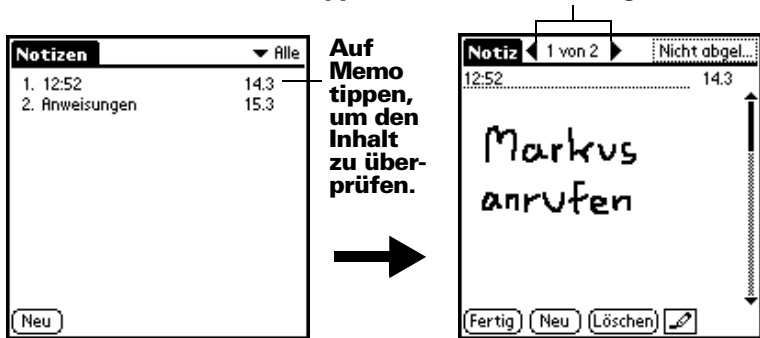 Notizen
Alle
1. 12:52 14.3
2. Anweisungen 15.3
Neu
Auf
Memo
tippen,
um den
Inhalt
zu über-
prüfen.
Notiz 1 von 2 Nicht abgel...
12:52 14.3
Markus
anrufen
Fertig Neu Löschen